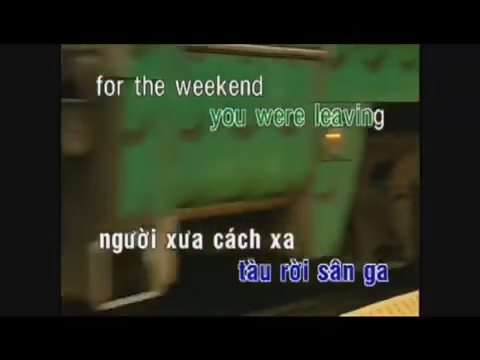 for the weekend
you were leaving
người xưa cách xa
tàu rời sân ga